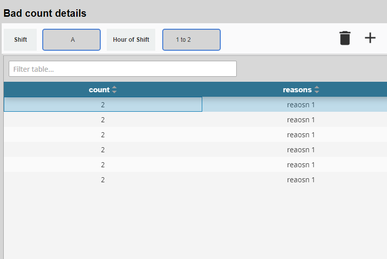 Bad count details
Shift A Hour of Shift 1 to 2
Filter table...
count reasons
2 reaosn 1
2 reaosn 1
2 reaosn 1
2 reaosn 1
2 reaosn 1
2 reaosn 1